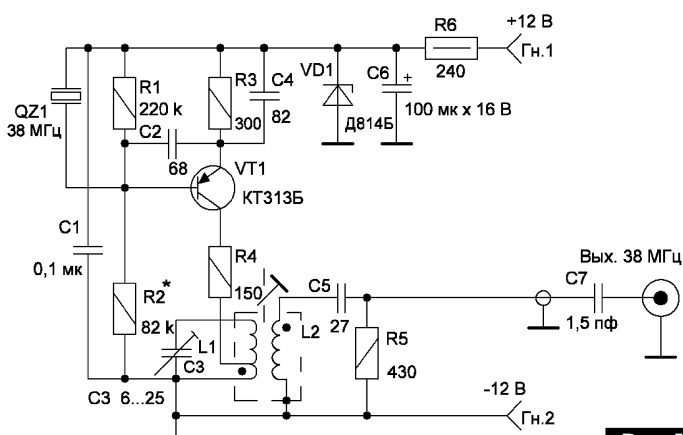 R6
+12 В
Гн.1
240
QZ1
38 МГц
R1
220 k
C2
68
R3
300
C4
82
VD1
Д814Б
C6
+
100 мк x 16 В
VT1
КТ313Б
C1
0,1 мк
R2*
82 k
R4
150
C5
27
Вых. 38 МГц
C7
1,5 пф
L1
L2
C3
R5
430
C3 6...25
-12 В
Гн.2